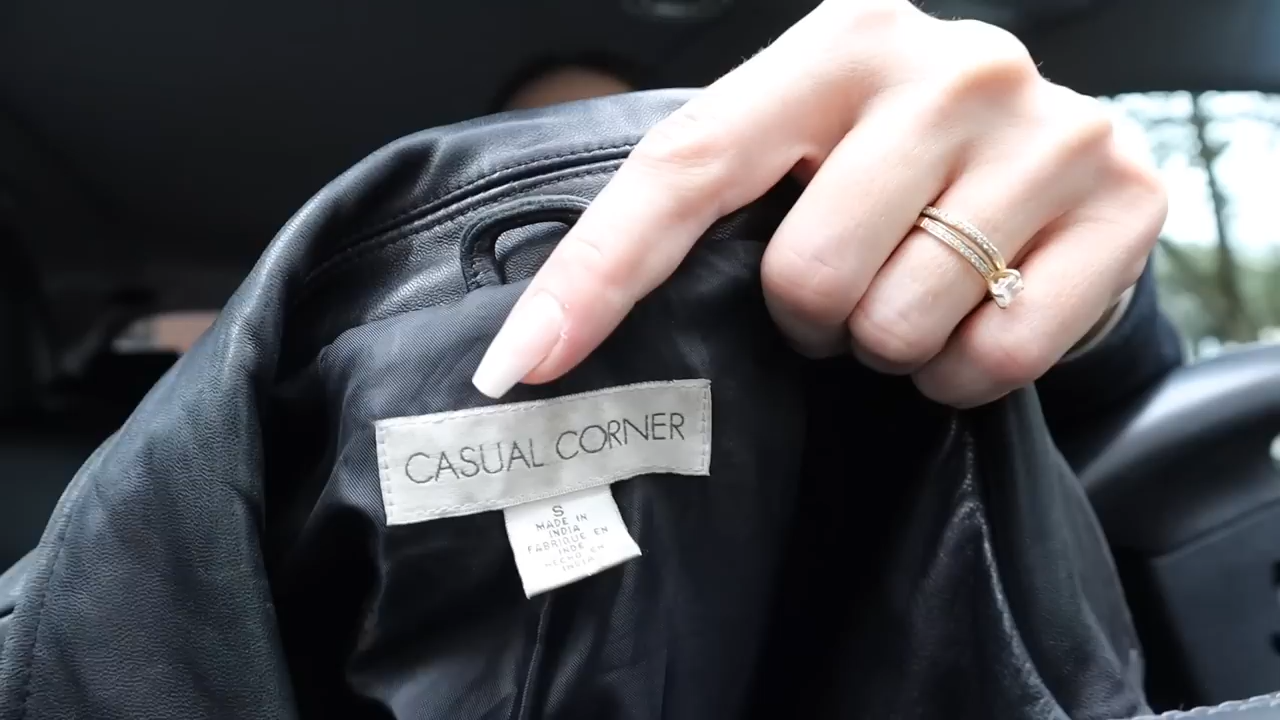 CASUAL CORNER
S
MADE IN
INDIA
FABRIQUE EN
INDE
HECHO EN
INDIA